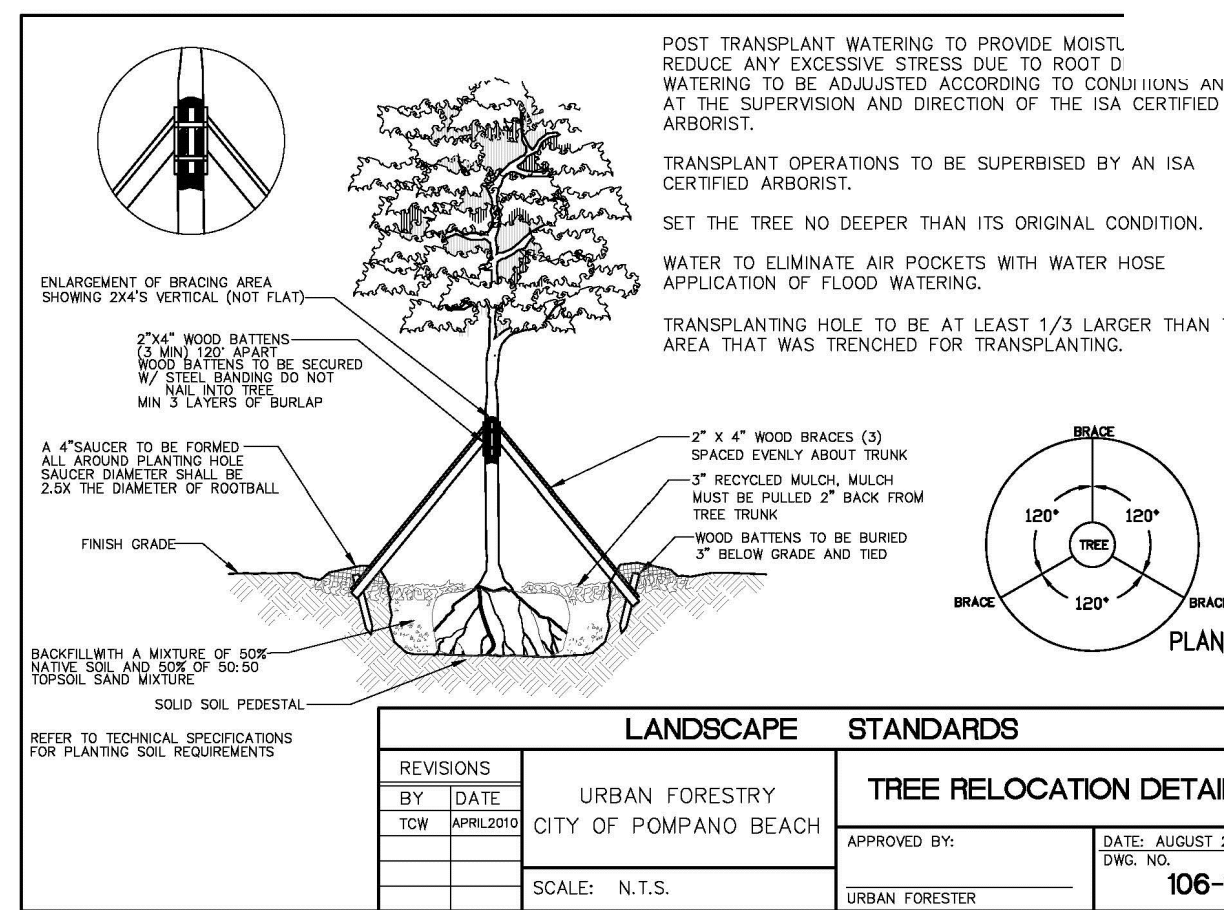 POST TRANSPLANT WATERING TO PROVIDE
REDUCE ANY EXCESSIVE STRESS DUE TO ROOT
WATERING TO BE ADJUJSTED ACCORDING TO CONDITIONS
AT THE SUPERVISION AND DIRECTION OF THE ISA CERTIFIED
ARBORIST.
TRANSPLANT OPERATIONS TO BE SUPERBISED BY AN ISA
CERTIFIED ARBORIST.
SET THE TREE NO DEEPER THAN ITS ORIGINAL CONDITION.
WATER TO ELIMINATE AIR POCKETS WITH WATER HOSE
APPLICATION OF FLOOD WATERING.
TRANSPLANTING HOLE TO BE AT LEAST 1/3 LARGER THAN
AREA THAT WAS TRENCHED FOR TRANSPLANTING.
ENLARGEMENT OF BRACING AREA
SHOWING 2X4'S VERTICAL (NOT FLAT)
2"X4" WOOD BATTENS
(3 MIN) 120° APART
WOOD BATTENS TO BE SECURED
W/ STEEL BANDING DO NOT
NAIL INTO TREE
MIN 3 LAYERS OF BURLAP
A 4"SAUCER TO BE FORMED
ALL AROUND PLANTING HOLE
SAUCER DIAMETER SHALL BE
2.5X THE DIAMETER OF ROOTBALL
FINISH GRADE
BACKFILLWITH A MIXTURE OF 50%
NATIVE SOIL AND 50% OF 50:50
TOPSOIL SAND MIXTURE
SOLID SOIL PEDESTAL
REFER TO TECHNICAL SPECIFICATIONS
FOR PLANTING SOIL REQUIREMENTS
2" X 4" WOOD BRACES (3)
SPACED EVENLY ABOUT TRUNK
3" RECYCLED MULCH, MULCH
MUST BE PULLED 2" BACK FROM
TREE TRUNK
WOOD BATTENS TO BE BURIED
3" BELOW GRADE AND TIED
BRACE
120° 120°
TREE
BRACE 120° BRACE
PLAN
LANDSCAPE STANDARDS
REVISIONS
BY DATE
TCW APRIL2010
URBAN FORESTRY
CITY OF POMPANO BEACH
SCALE: N.T.S.
TREE RELOCATION DETAIL
APPROVED BY:
URBAN FORESTER
DATE: AUGUST
DWG. NO.
106-